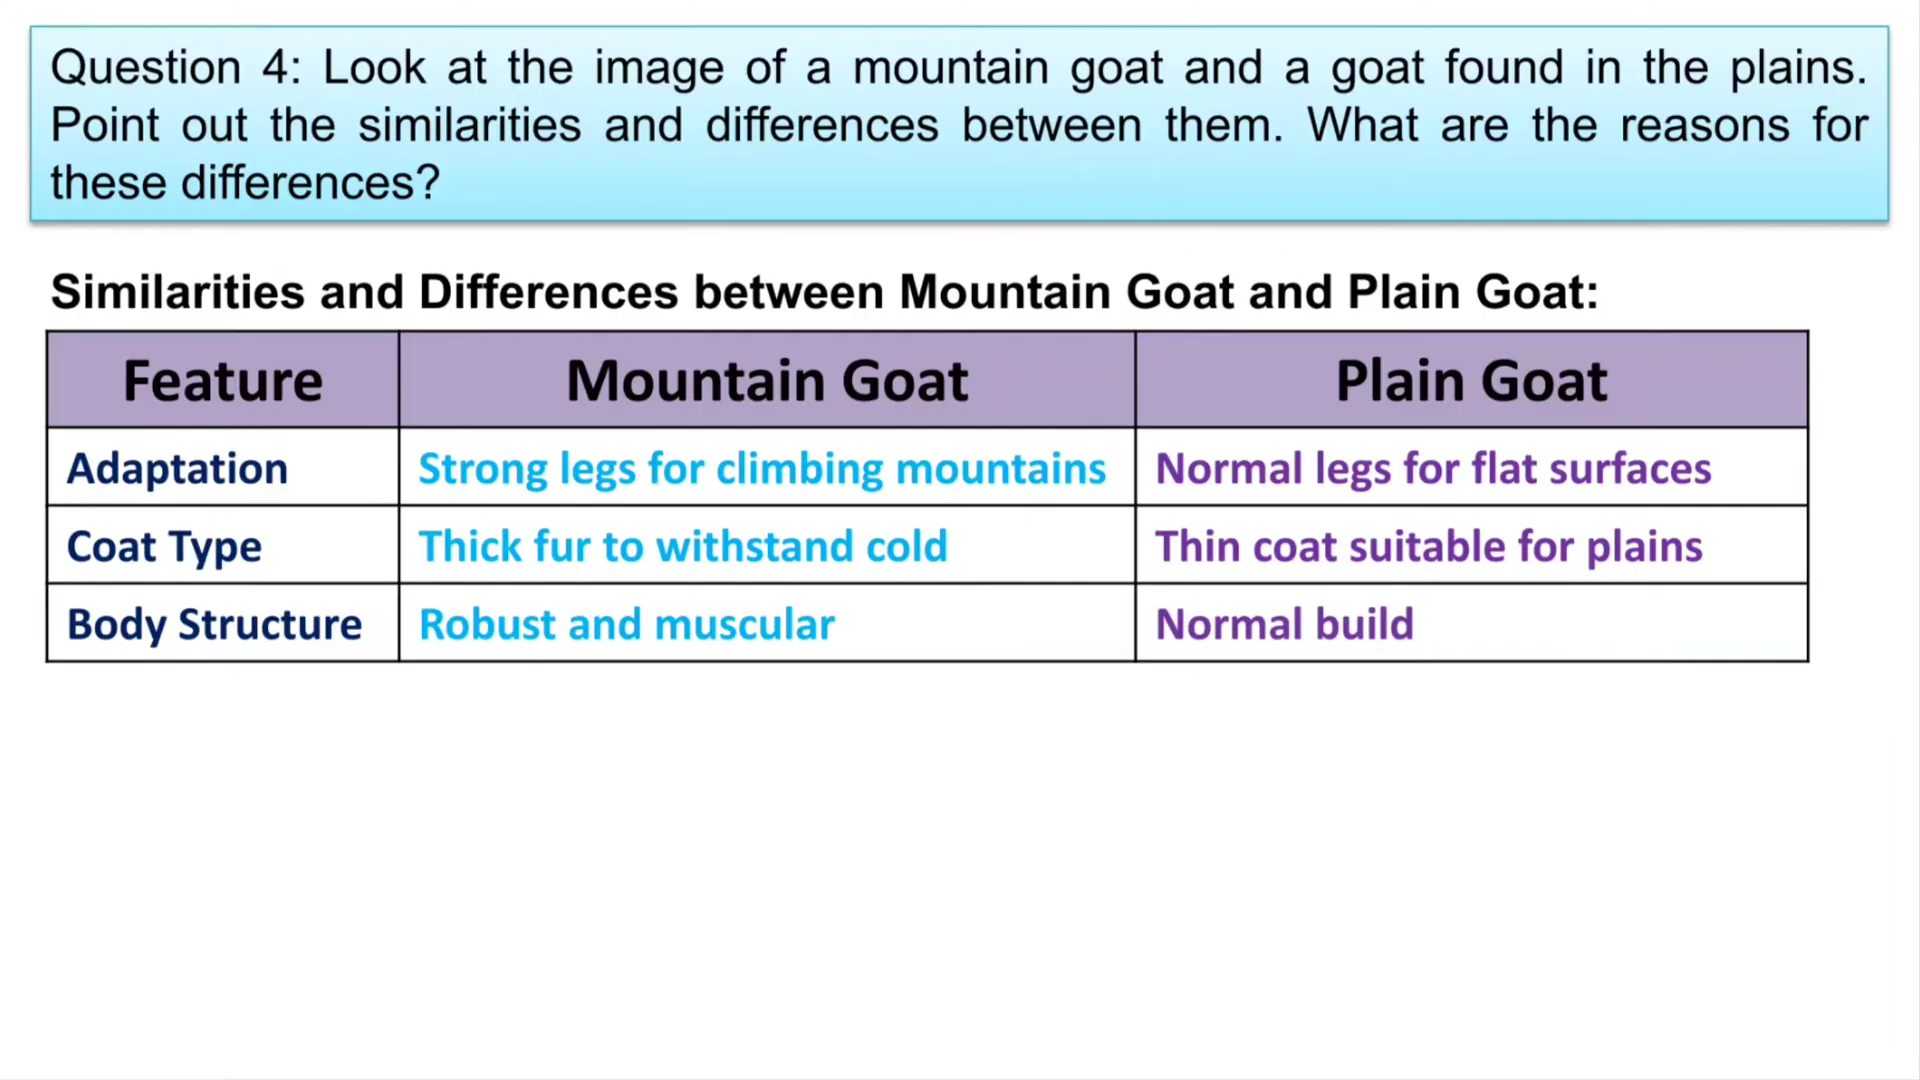 Question 4: Look at the image of a mountain goat and a goat found in the plains.
Point out the similarities and differences between them. What are the reasons for
these differences?
Similarities and Differences between Mountain Goat and Plain Goat:
Feature Mountain Goat Plain Goat
Adaptation Strong legs for climbing mountains Normal legs for flat surfaces
Coat Type Thick fur to withstand cold Thin coat suitable for plains
Body Structure Robust and muscular Normal build